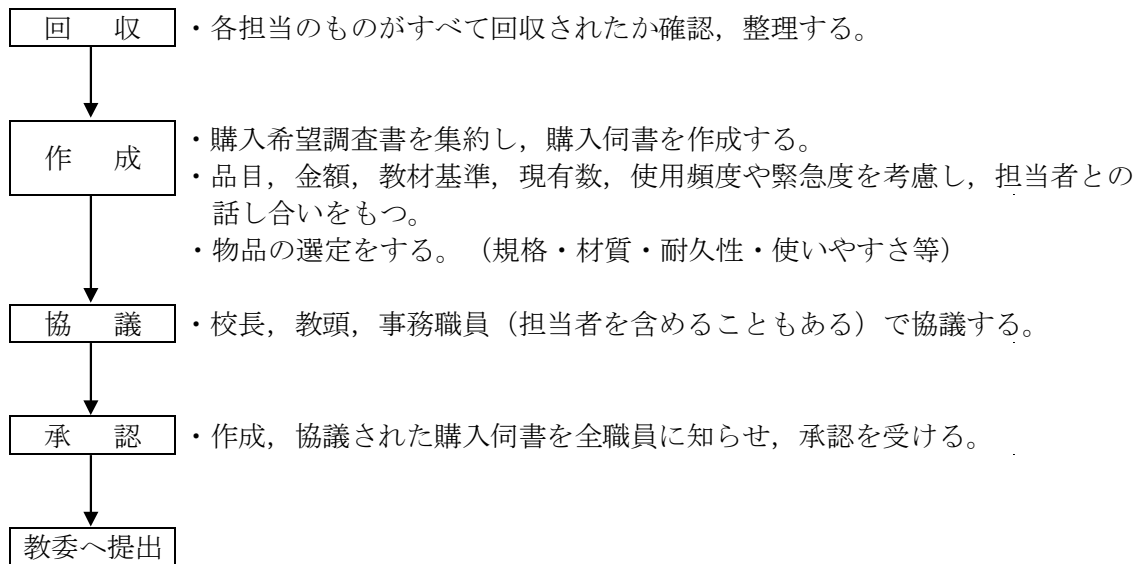 回　収　・各担当のものがすべて回収されたか確認，整理する。
・購入希望調査書を集約し，購入伺書を作成する。
作　成　・品目，金額，教材基準，現有数，使用頻度や緊急度を考慮し，担当者との
話し合いをもつ。
・物品の選定をする。（規格・材質・耐久性・使いやすさ等）
協　議　・校長，教頭，事務職員（担当者を含めることもある）で協議する。
承　認　・作成，協議された購入伺書を全職員に知らせ，承認を受ける。
教委へ提出